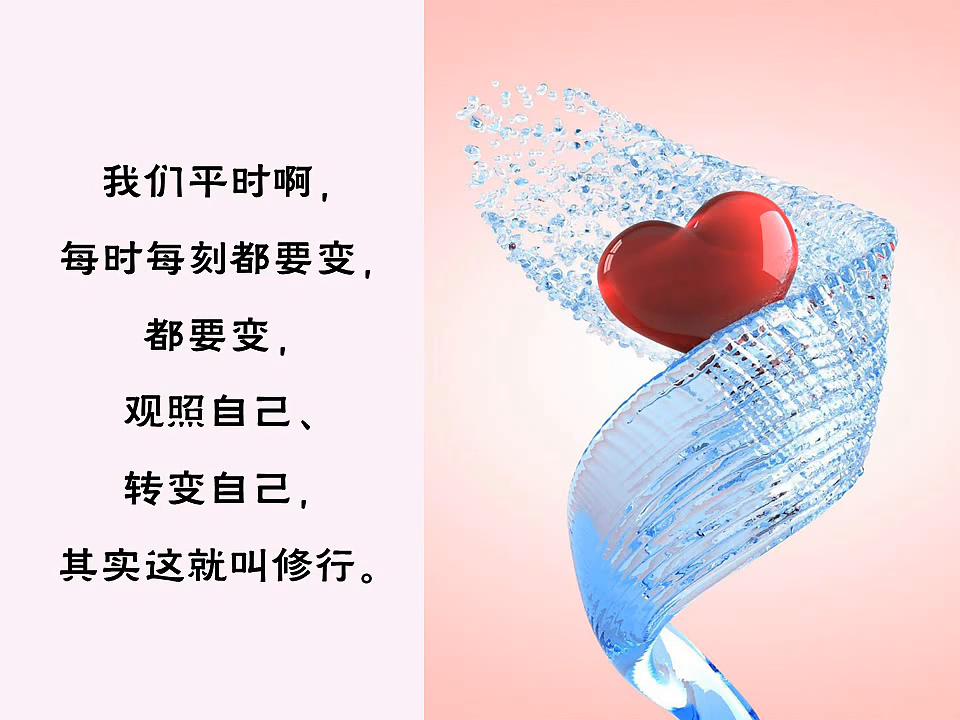 我们平时啊，
每时每刻都要变，
都要变，
观照自己、
转变自己，
其实这就叫修行。